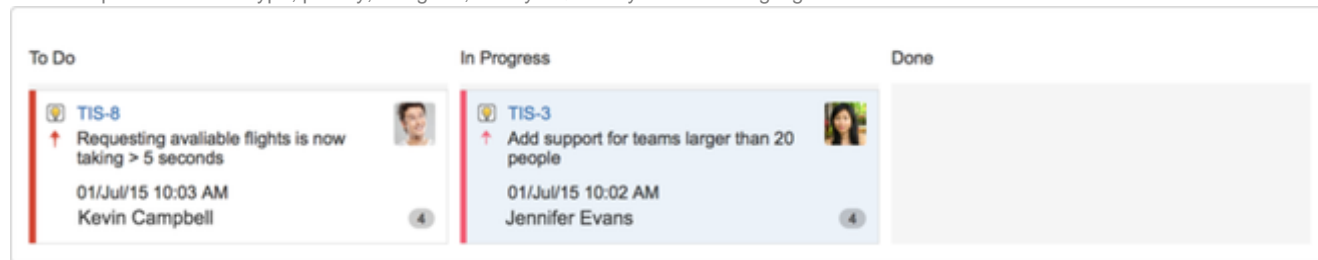 To Do
In Progress
Done
TIS-8
Requesting avaliable flights is now
taking > 5 seconds
01/Jul/15 10:03 AM
Kevin Campbell
4
TIS-3
Add support for teams larger than 20
people
01/Jul/15 10:02 AM
Jennifer Evans
4